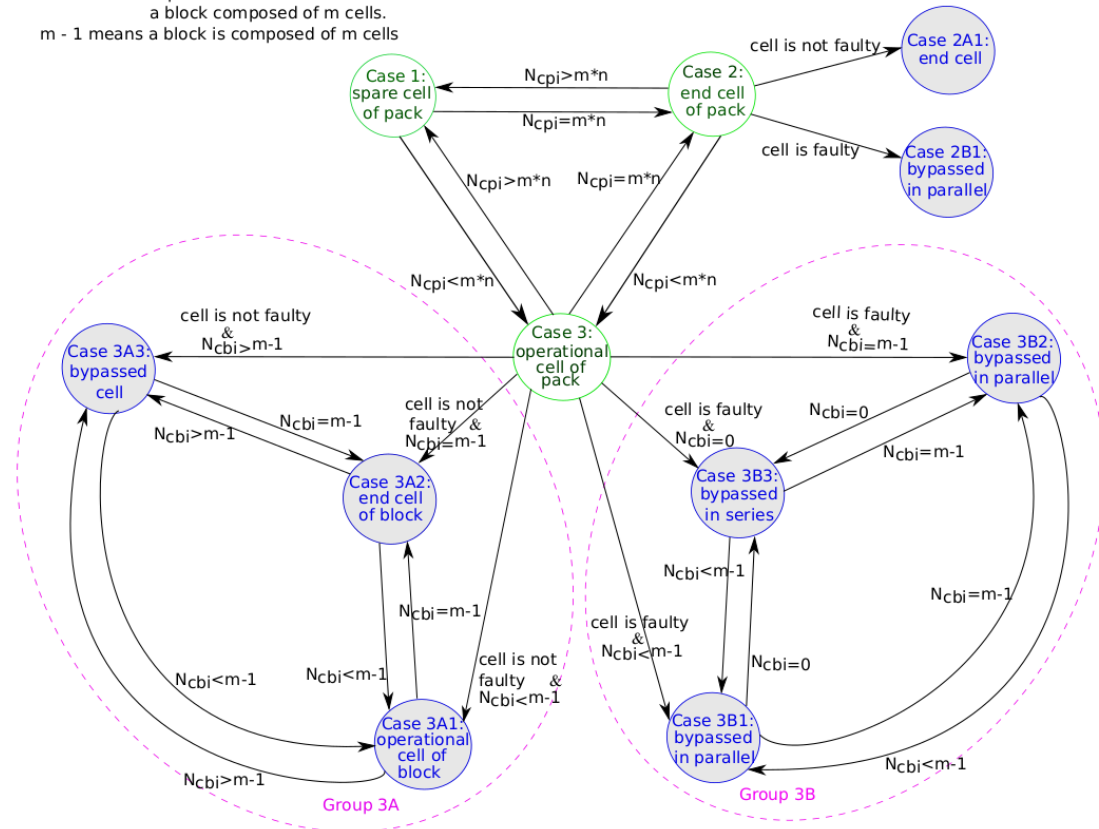 a block composed of m cells.
m - 1 means a block is composed of m cells
Case 1:
spare cell
of pack
Ncpi>m*n
Ncpi=m*n
Case 2:
end cell
of pack
cell is not faulty
Case 2A1:
end cell
cell is faulty
Case 2B1:
bypassed
in parallel
Ncpi>m*n
Ncpi=m*n
Ncpi<m*n
Ncpi<m*n
Case 3:
operational
cell of
pack
cell is not faulty
&
Ncbi>m-1
cell is faulty
&
Ncbi=m-1
Case 3A3:
bypassed
cell
Case 3B2:
bypassed
in parallel
Ncbi=m-1
Ncbi>m-1
cell is not
faulty &
Ncbi=m-1
cell is faulty
&
Ncbi=0
Ncbi=0
Ncbi=m-1
Case 3A2:
end cell
of block
Case 3B3:
bypassed
in series
Ncbi=m-1
Ncbi<m-1
Ncbi<m-1
Ncbi<m-1
Ncbi=m-1
cell is faulty
&
Ncbi<m-1
cell is not
faulty &
Ncbi<m-1
Ncbi=0
Case 3A1:
operational
cell of
block
Case 3B1:
bypassed
in parallel
Ncbi>m-1
Ncbi<m-1
Group 3A
Group 3B